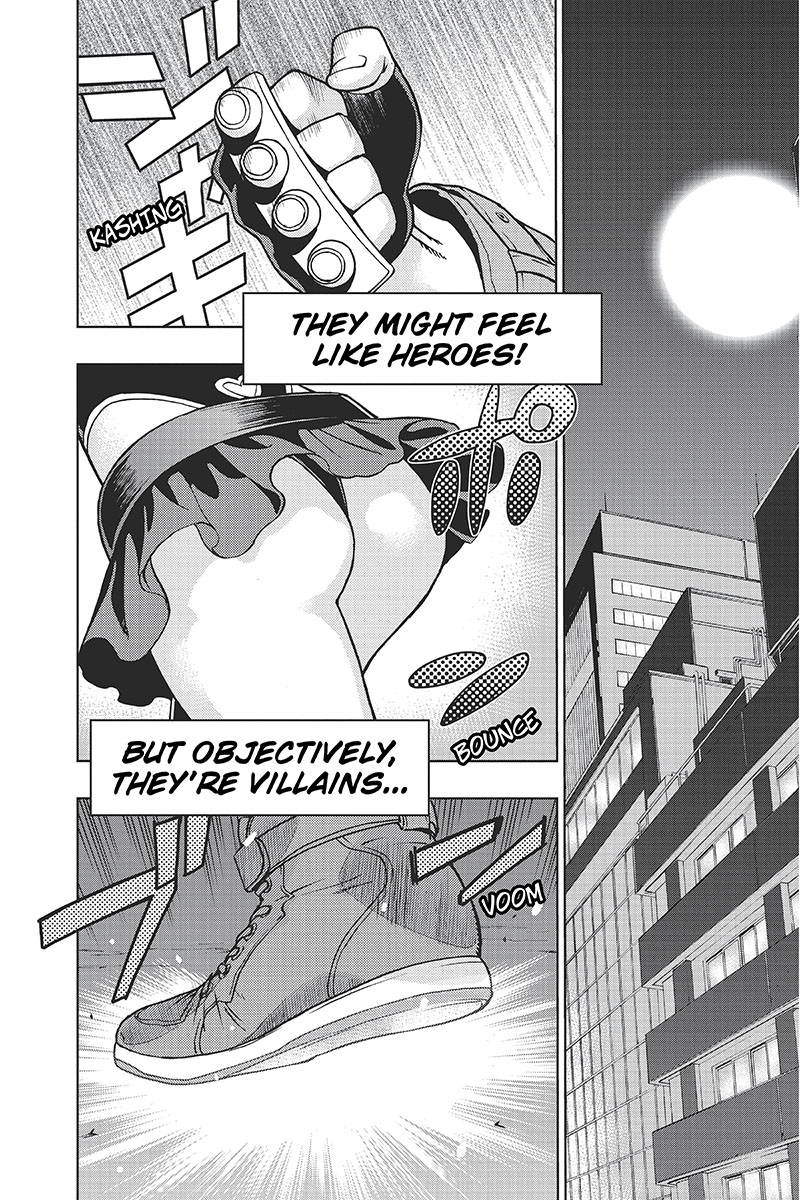 ジャキ
KASHING
THEY MIGHT FEEL
LIKE HEROES!
BUT OBJECTIVELY,
THEY'RE VILLAINS...
BOUNCE
VOOM